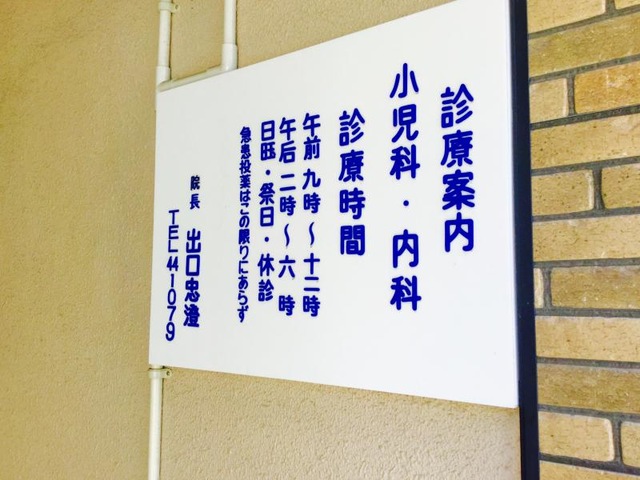 診療案内
小児科・内科
診療時間
午前九時～十二時
午后二時～六時
日曜・祭日・休診
急患投薬はこの限りにあらず
院長 出口忠澄
TEL44-1079